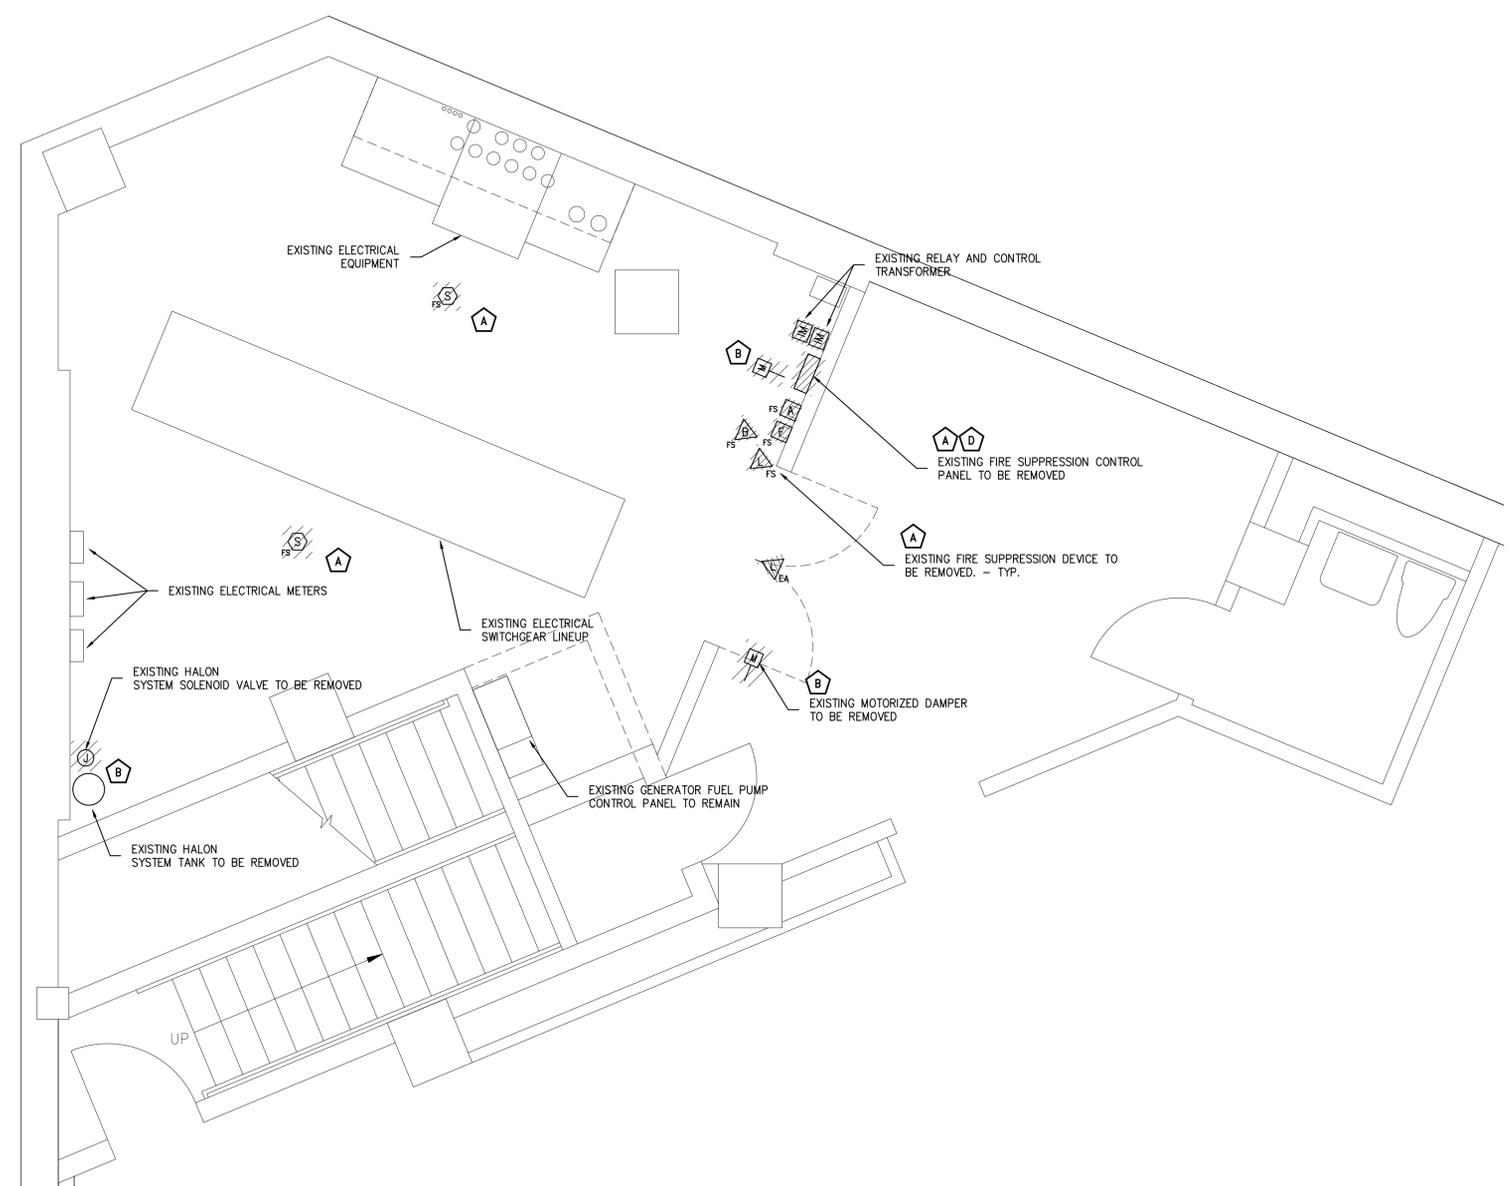 EXISTING ELECTRICAL
EQUIPMENT
S
FS
A
EXISTING RELAY AND CONTROL
TRANSFORMER
IM
IM
B
M
FS
A
B
FS
F
FS
L
FS
A
D
EXISTING FIRE SUPPRESSION CONTROL
PANEL TO BE REMOVED
A
EXISTING FIRE SUPPRESSION DEVICE TO
BE REMOVED. – TYP.
S
FS
A
L
EA
EXISTING ELECTRICAL METERS
EXISTING ELECTRICAL
SWITCHGEAR LINEUP
EXISTING HALON
SYSTEM SOLENOID VALVE TO BE REMOVED
M
B
EXISTING MOTORIZED DAMPER
TO BE REMOVED
J
B
EXISTING GENERATOR FUEL PUMP
CONTROL PANEL TO REMAIN
EXISTING HALON
SYSTEM TANK TO BE REMOVED
UP